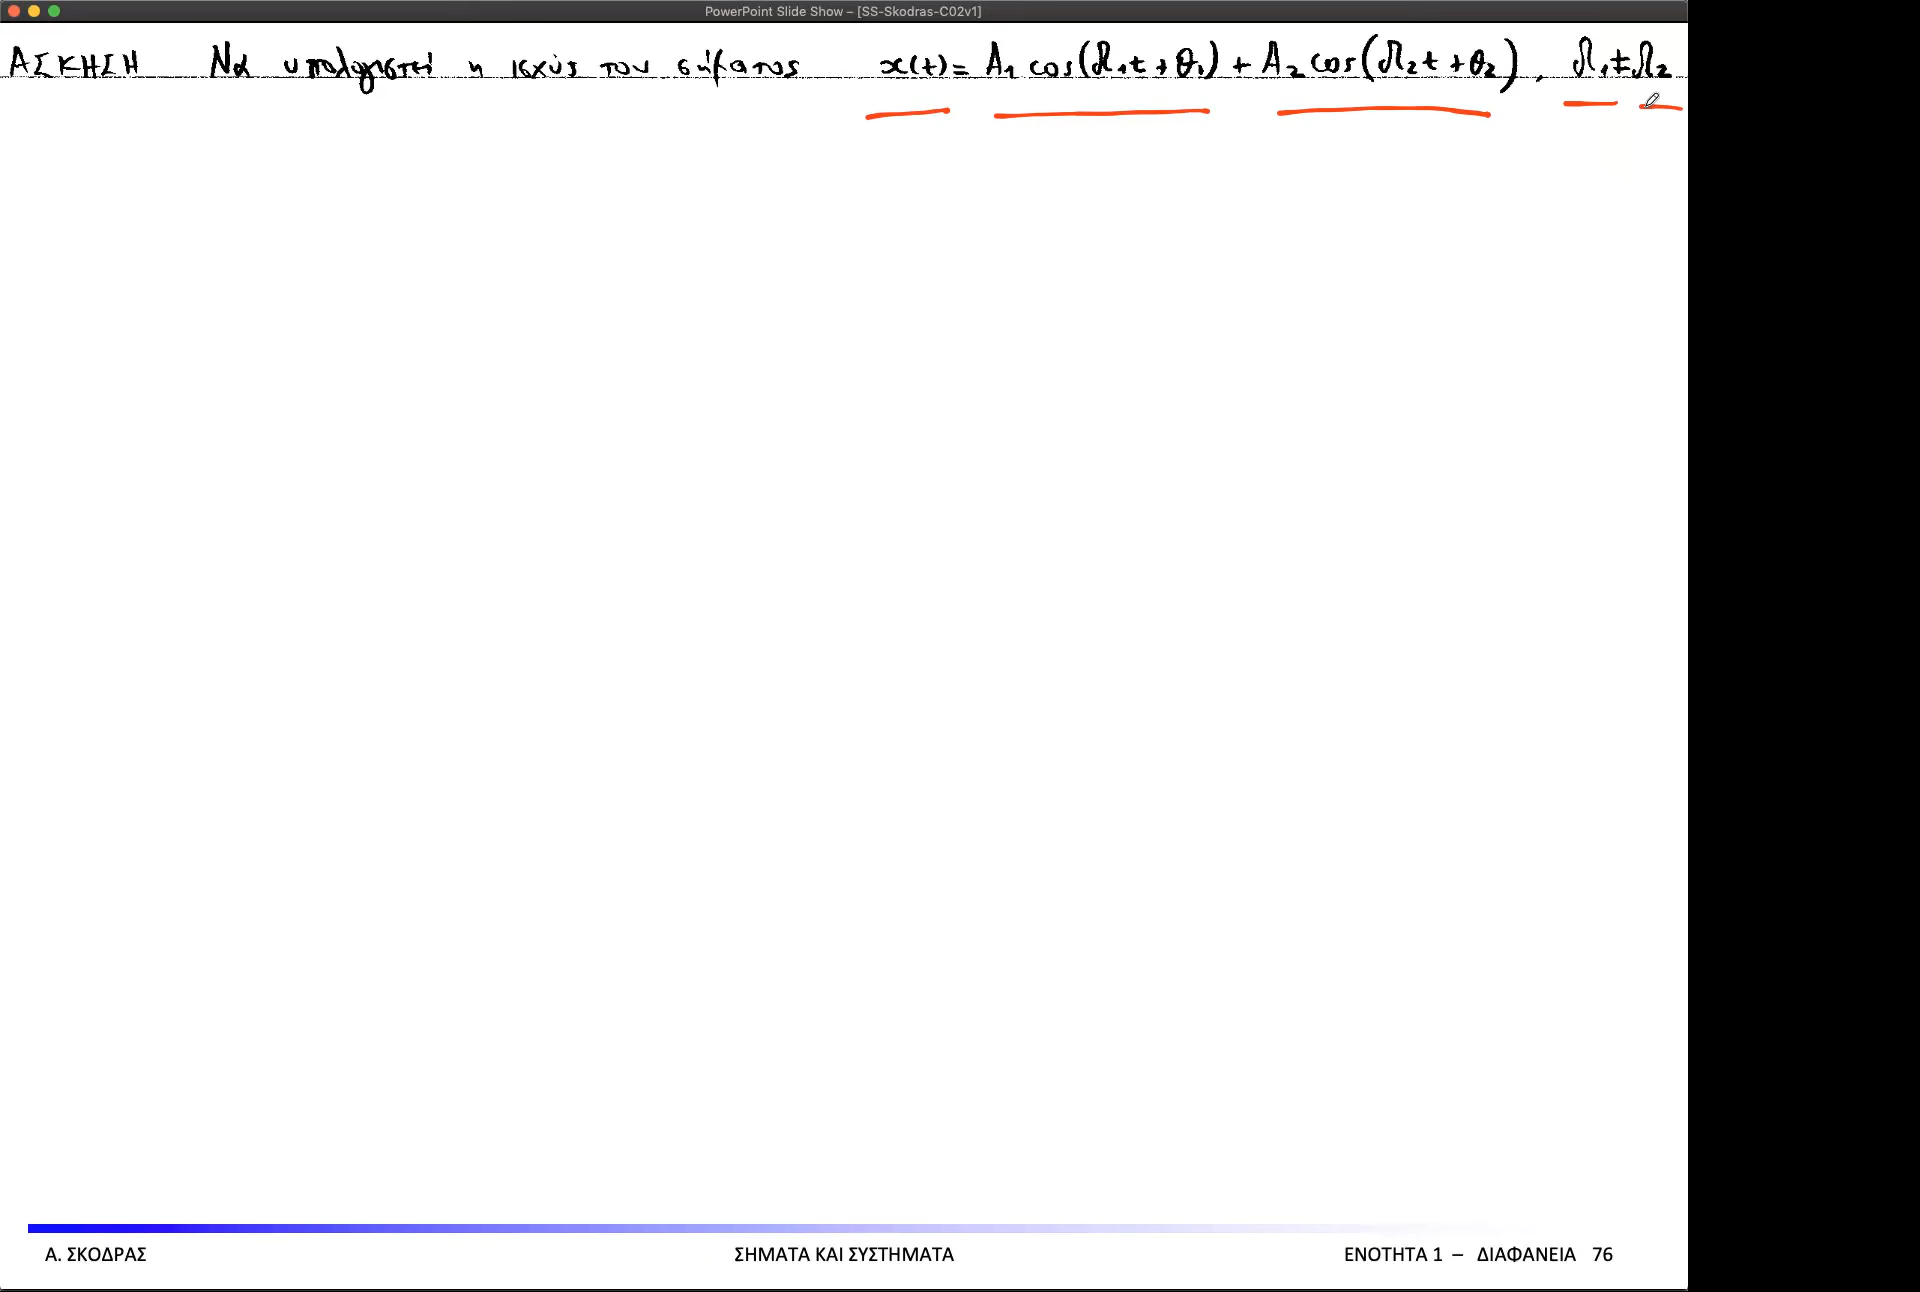 PowerPoint Slide Show – [SS-Skodras-C02v1]
ΑΣΚΗΣΗ Να υπολογιστεί η ισχύς του σήματος x(t)= A₁ cos(Ω₁t+θ₁) + A₂ cos(Ω₂t+θ₂), Ω₁≠Ω₂
Α. ΣΚΟΔΡΑΣ
ΣΗΜΑΤΑ ΚΑΙ ΣΥΣΤΗΜΑΤΑ
ΕΝΟΤΗΤΑ 1 – ΔΙΑΦΑΝΕΙΑ 76